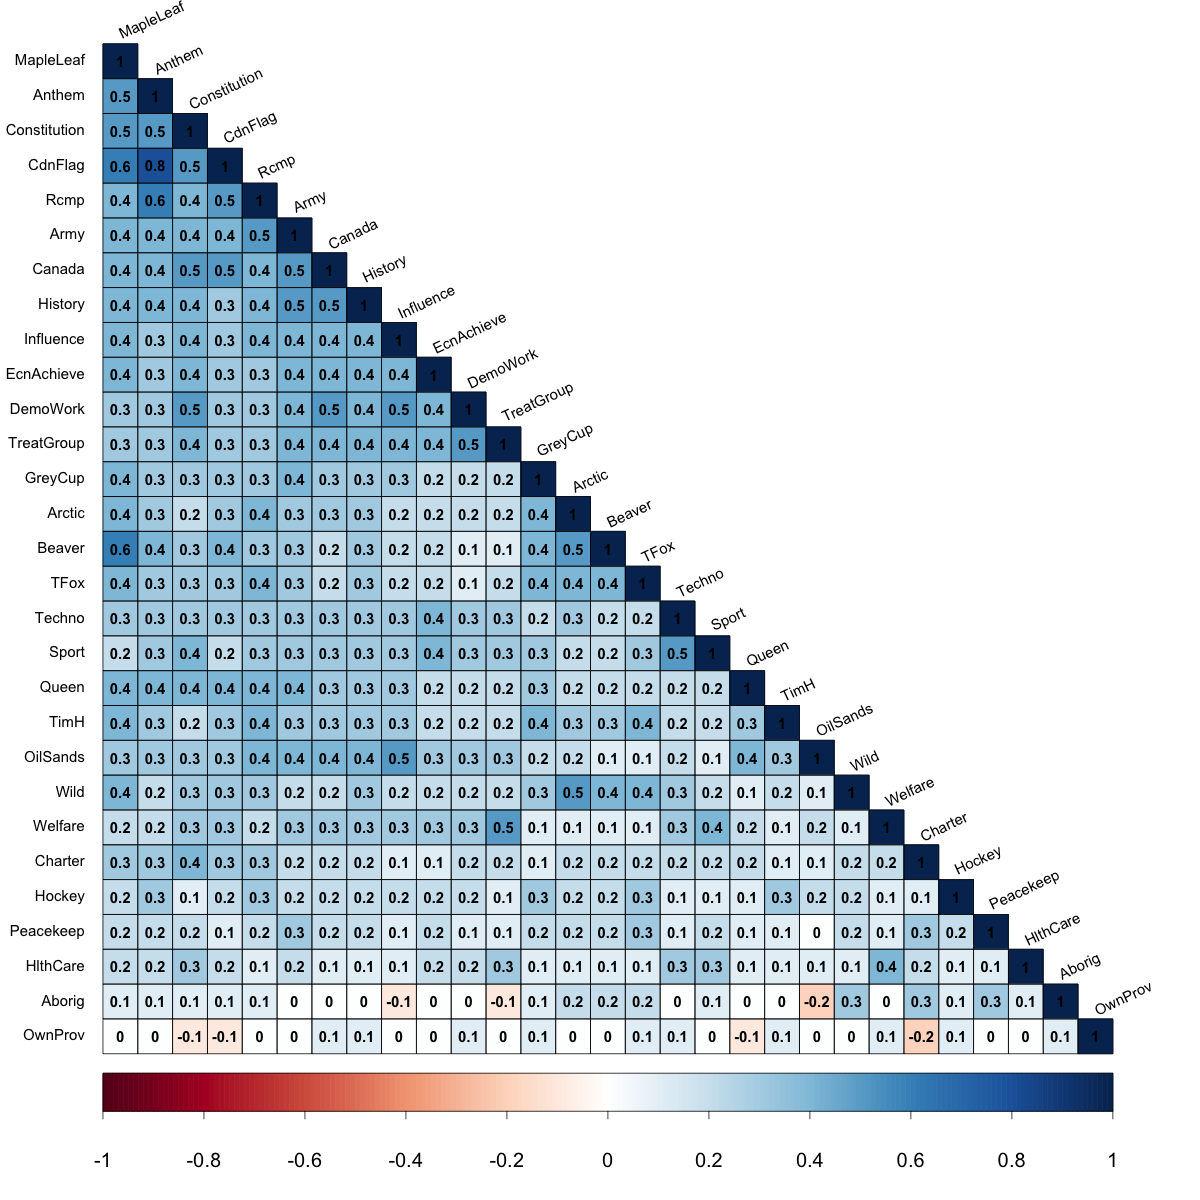 MapleLeaf
MapleLeaf 1 Anthem
Anthem 0.5 1 Constitution
Constitution 0.5 0.5 1 CdnFlag
CdnFlag 0.6 0.8 0.5 1 Rcmp
Rcmp 0.4 0.6 0.4 0.5 1 Army
Army 0.4 0.4 0.4 0.4 0.5 1 Canada
Canada 0.4 0.4 0.5 0.5 0.4 0.5 1 History
History 0.4 0.4 0.4 0.3 0.4 0.5 0.5 1 Influence
Influence 0.4 0.3 0.4 0.3 0.4 0.4 0.4 0.4 1 EcnAchieve
EcnAchieve 0.4 0.3 0.4 0.3 0.3 0.4 0.4 0.4 0.4 1 DemoWork
DemoWork 0.3 0.3 0.5 0.3 0.3 0.4 0.5 0.4 0.5 0.4 1 TreatGroup
TreatGroup 0.3 0.3 0.4 0.3 0.3 0.4 0.4 0.4 0.4 0.4 0.5 1 GreyCup
GreyCup 0.4 0.3 0.3 0.3 0.3 0.4 0.3 0.3 0.3 0.2 0.2 0.2 1 Arctic
Arctic 0.4 0.3 0.2 0.3 0.4 0.3 0.3 0.3 0.2 0.2 0.2 0.2 0.4 1 Beaver
Beaver 0.6 0.4 0.3 0.4 0.3 0.3 0.2 0.3 0.2 0.2 0.1 0.1 0.4 0.5 1 TFox
TFox 0.4 0.3 0.3 0.3 0.4 0.3 0.2 0.3 0.2 0.2 0.1 0.2 0.4 0.4 0.4 1 Techno
Techno 0.3 0.3 0.3 0.3 0.3 0.3 0.3 0.3 0.3 0.4 0.3 0.3 0.2 0.3 0.2 0.2 1 Sport
Sport 0.2 0.3 0.4 0.2 0.3 0.3 0.3 0.3 0.3 0.4 0.3 0.3 0.3 0.2 0.2 0.3 0.5 1 Queen
Queen 0.4 0.4 0.4 0.4 0.4 0.4 0.3 0.3 0.3 0.2 0.2 0.2 0.3 0.2 0.2 0.2 0.2 0.2 1 TimH
TimH 0.4 0.3 0.2 0.3 0.4 0.3 0.3 0.3 0.3 0.2 0.2 0.2 0.4 0.3 0.3 0.4 0.2 0.2 0.3 1 OilSands
OilSands 0.3 0.3 0.3 0.3 0.4 0.4 0.4 0.4 0.5 0.3 0.3 0.3 0.2 0.2 0.1 0.1 0.2 0.1 0.4 0.3 1 Wild
Wild 0.4 0.2 0.3 0.3 0.3 0.2 0.2 0.3 0.2 0.2 0.2 0.2 0.3 0.5 0.4 0.4 0.3 0.2 0.1 0.2 0.1 1 Welfare
Welfare 0.2 0.2 0.3 0.3 0.2 0.3 0.3 0.3 0.3 0.3 0.3 0.5 0.1 0.1 0.1 0.1 0.3 0.4 0.2 0.1 0.2 0.1 1 Charter
Charter 0.3 0.3 0.4 0.3 0.3 0.2 0.2 0.2 0.1 0.1 0.2 0.2 0.1 0.2 0.2 0.2 0.2 0.2 0.2 0.1 0.1 0.2 0.2 1 Hockey
Hockey 0.2 0.3 0.1 0.2 0.3 0.2 0.2 0.2 0.2 0.2 0.2 0.1 0.3 0.2 0.2 0.3 0.1 0.1 0.1 0.3 0.2 0.2 0.1 0.1 1 Peacekeep
Peacekeep 0.2 0.2 0.2 0.1 0.2 0.3 0.2 0.2 0.1 0.2 0.1 0.1 0.2 0.2 0.2 0.3 0.1 0.2 0.1 0.1 0 0.2 0.1 0.3 0.2 1 HlthCare
HlthCare 0.2 0.2 0.3 0.2 0.1 0.2 0.1 0.1 0.1 0.2 0.2 0.3 0.1 0.1 0.1 0.1 0.3 0.3 0.1 0.1 0.1 0.1 0.4 0.2 0.1 0.1 1 Aborig
Aborig 0.1 0.1 0.1 0.1 0.1 0 0 0 -0.1 0 0 -0.1 0.1 0.2 0.2 0.2 0 0.1 0 0 -0.2 0.3 0 0.3 0.1 0.3 0.1 1 OwnProv
OwnProv 0 0 -0.1 -0.1 0 0 0.1 0.1 0 0 0.1 0 0.1 0 0 0.1 0.1 0 -0.1 0.1 0 0 0.1 -0.2 0.1 0 0 0.1 1
-1 -0.8 -0.6 -0.4 -0.2 0 0.2 0.4 0.6 0.8 1